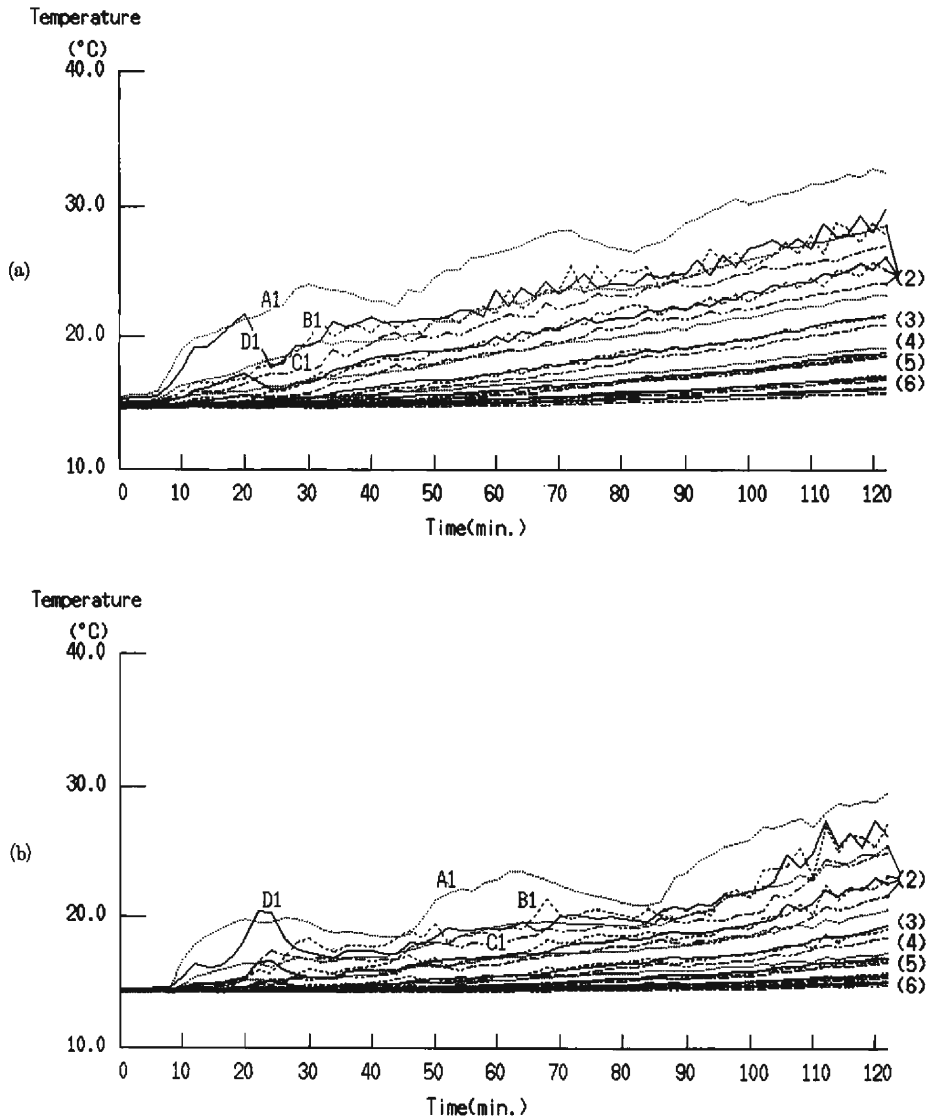 Temperature
(°C)
40.0
30.0
(a)
A1
B1
(2)
20.0
D1
(3)
C1
(4)
(5)
(6)
10.0
0 10 20 30 40 50 60 70 80 90 100 110 120
Time(min.)
Temperature
(°C)
40.0
30.0
(b)
A1
(2)
D1
B1
20.0
(3)
C1
(4)
(5)
(6)
10.0
0 10 20 30 40 50 60 70 80 90 100 110 120
Time(min.)